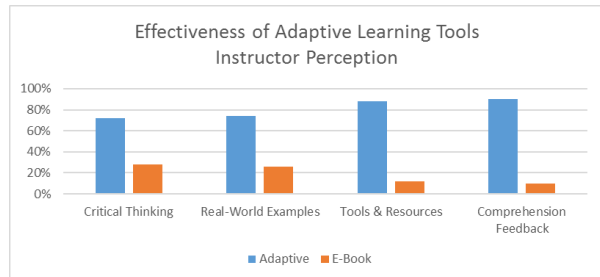 Effectiveness of Adaptive Learning Tools
Instructor Perception
100%
80%
60%
40%
20%
0%
Critical Thinking
Real-World Examples
Tools & Resources
Comprehension
Feedback
Adaptive
E-Book